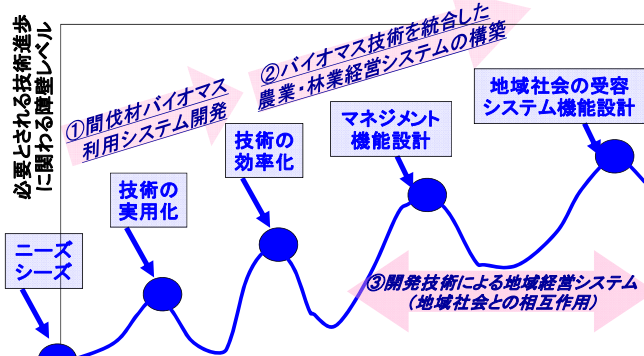 必要とされる技術進歩
に関わる障壁レベル
①間伐材バイオマス
利用システム開発
②バイオマス技術を統合した
農業・林業経営システムの構築
地域社会の受容
システム機能設計
マネジメント
機能設計
技術の
効率化
技術の
実用化
ニーズ
シーズ
③開発技術による地域経営システム
（地域社会との相互作用）